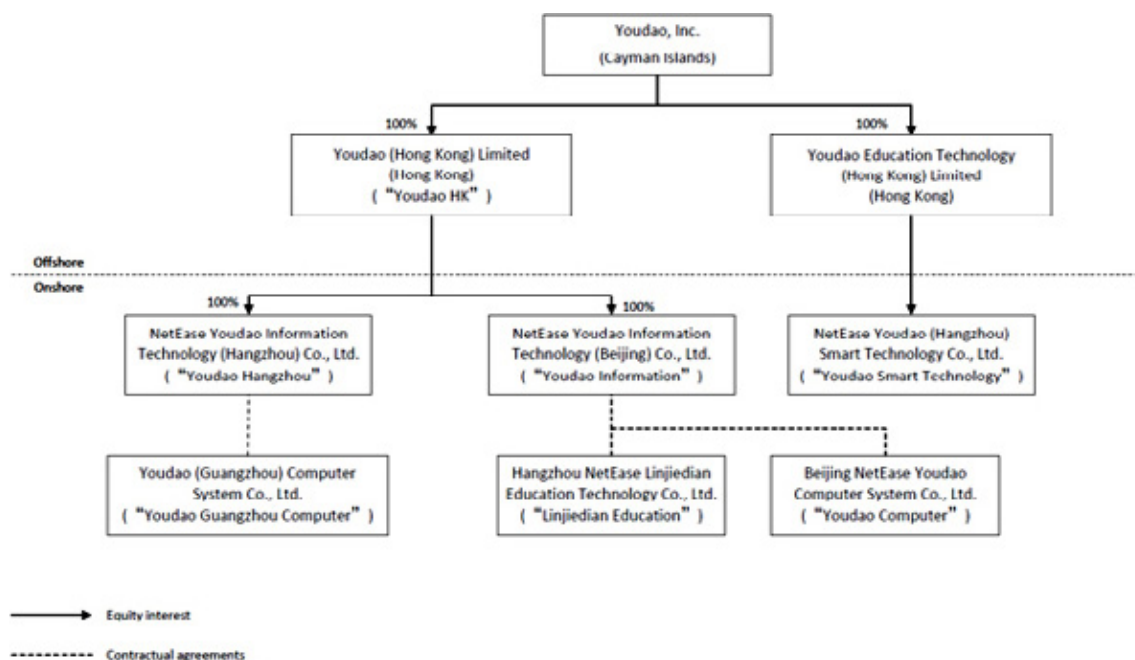 Youdao, Inc.
(Cayman Islands)
100%
100%
Youdao (Hong Kong) Limited
(Hong Kong)
( “Youdao HK” )
Youdao Education Technology
(Hong Kong) Limited
(Hong Kong)
Offshore
Onshore
100%
100%
NetEase Youdao Information
Technology (Hangzhou) Co., Ltd.
( “Youdao Hangzhou” )
NetEase Youdao Information
Technology (Beijing) Co., Ltd.
( “Youdao Information” )
NetEase Youdao (Hangzhou)
Smart Technology Co., Ltd.
( “Youdao Smart Technology” )
Youdao (Guangzhou) Computer
System Co., Ltd.
( “Youdao Guangzhou Computer” )
Hangzhou NetEase Linjiedian
Education Technology Co., Ltd.
( “Linjiedian Education” )
Beijing NetEase Youdao
Computer System Co., Ltd.
( “Youdao Computer” )
Equity interest
Contractual agreements